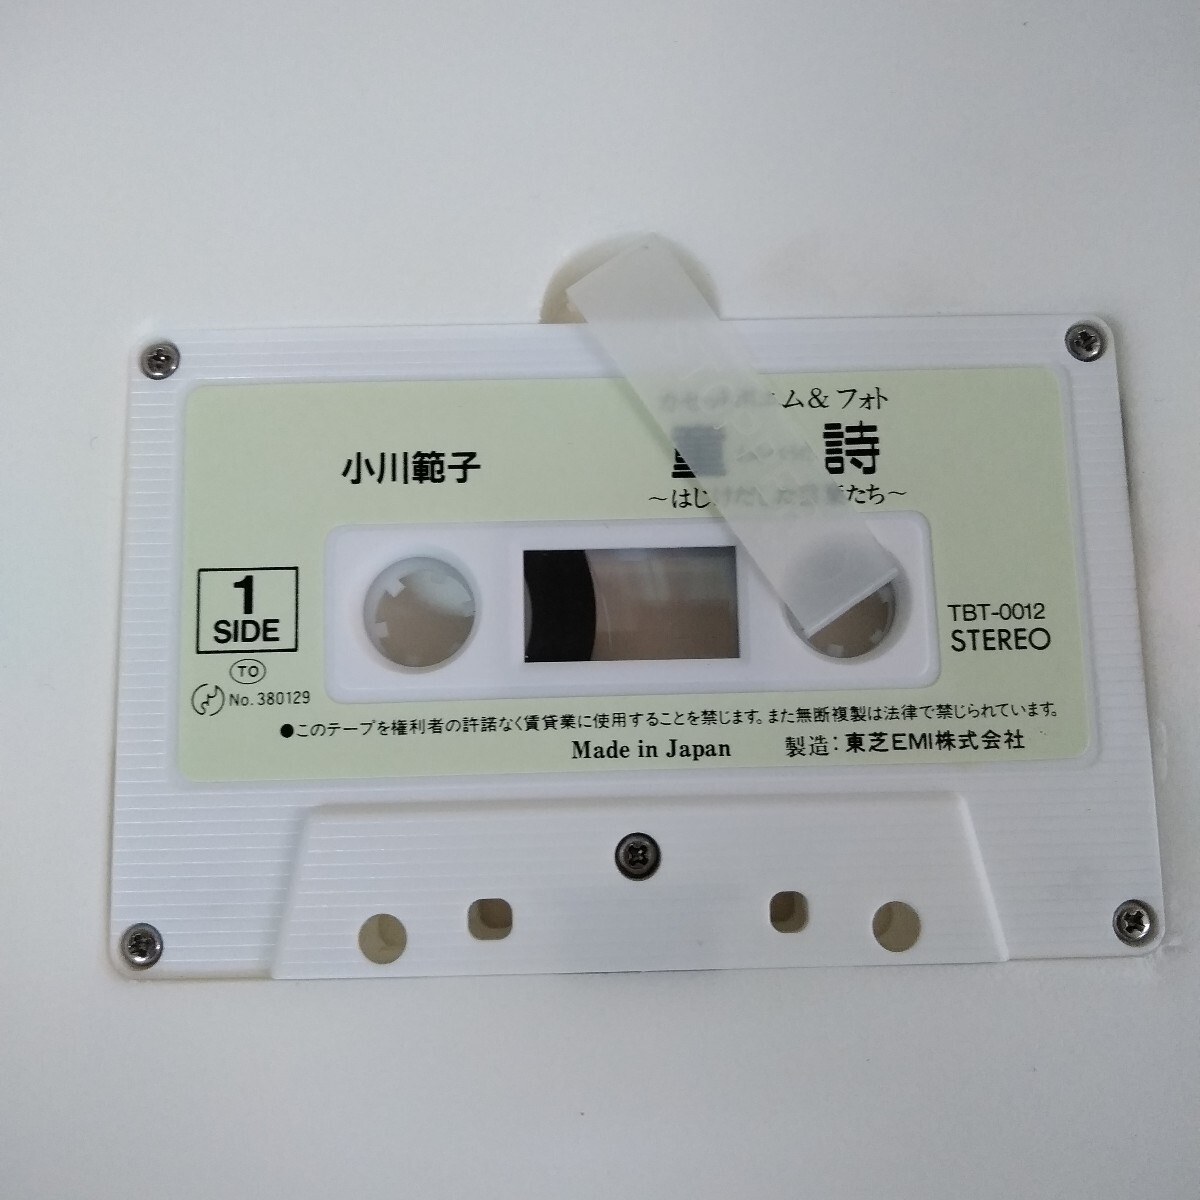 ム&フォト
小川範子
詩
〜はじ
たち〜
1
SIDE
TO
No. 380129
TBT-0012
STEREO
●このテープを権利者の許諾なく賃貸業に使用することを禁じます。また無断複製は法律で禁じられています。
Made in Japan 製造：東芝EMI株式会社